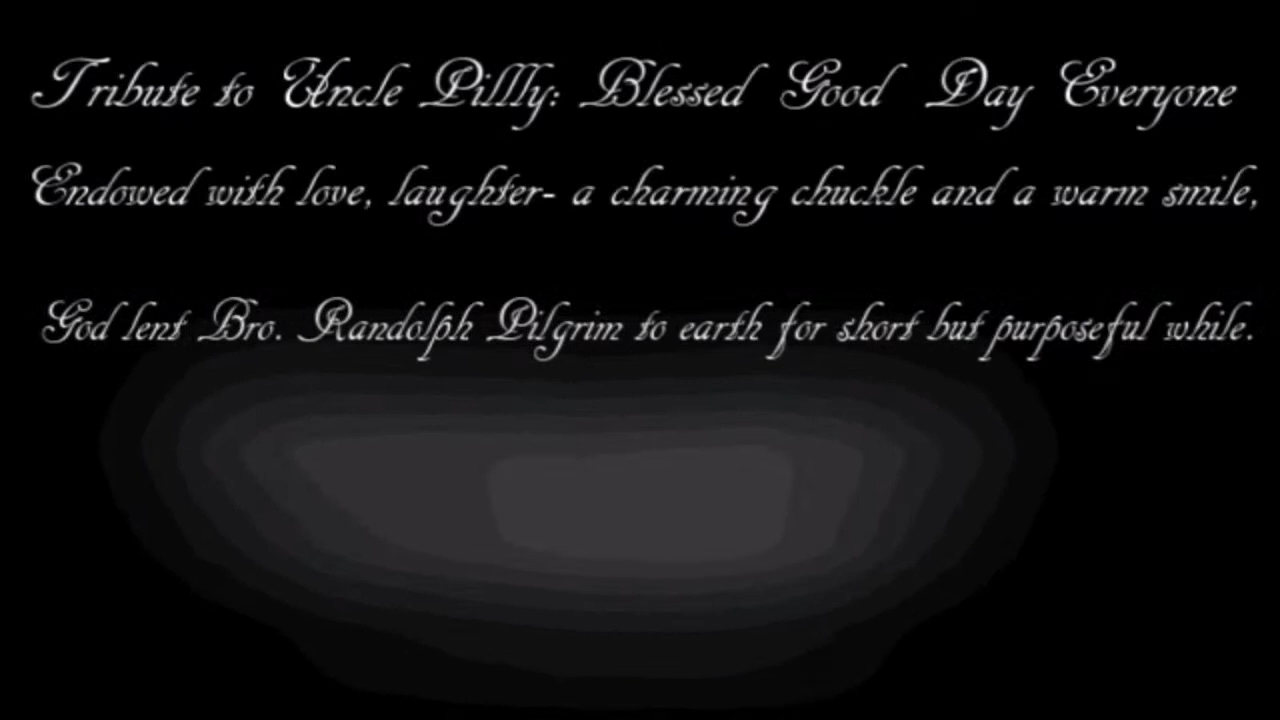 Tribute to Uncle Pillly: Blessed Good Day Everyone
Endowed with love, laughter- a charming chuckle and a warm smile,
God lent Bro. Randolph Pilgrim to earth for short but purposeful while.